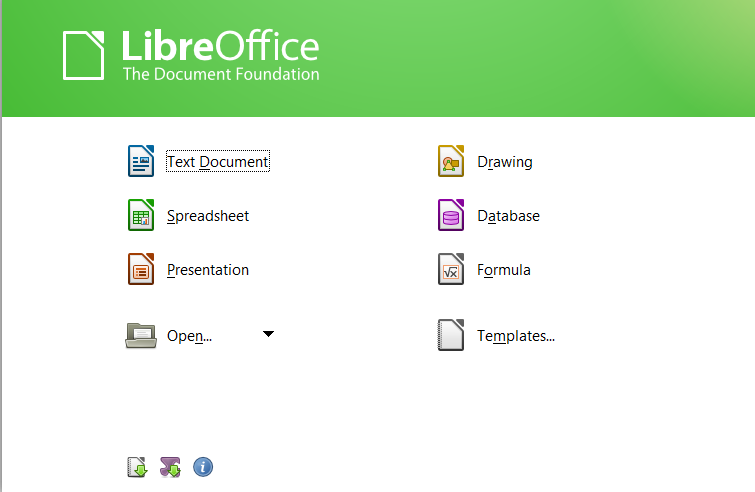 LibreOffice
The Document Foundation
Text Document
Drawing
Spreadsheet
Database
Presentation
Formula
Open...
Templates...